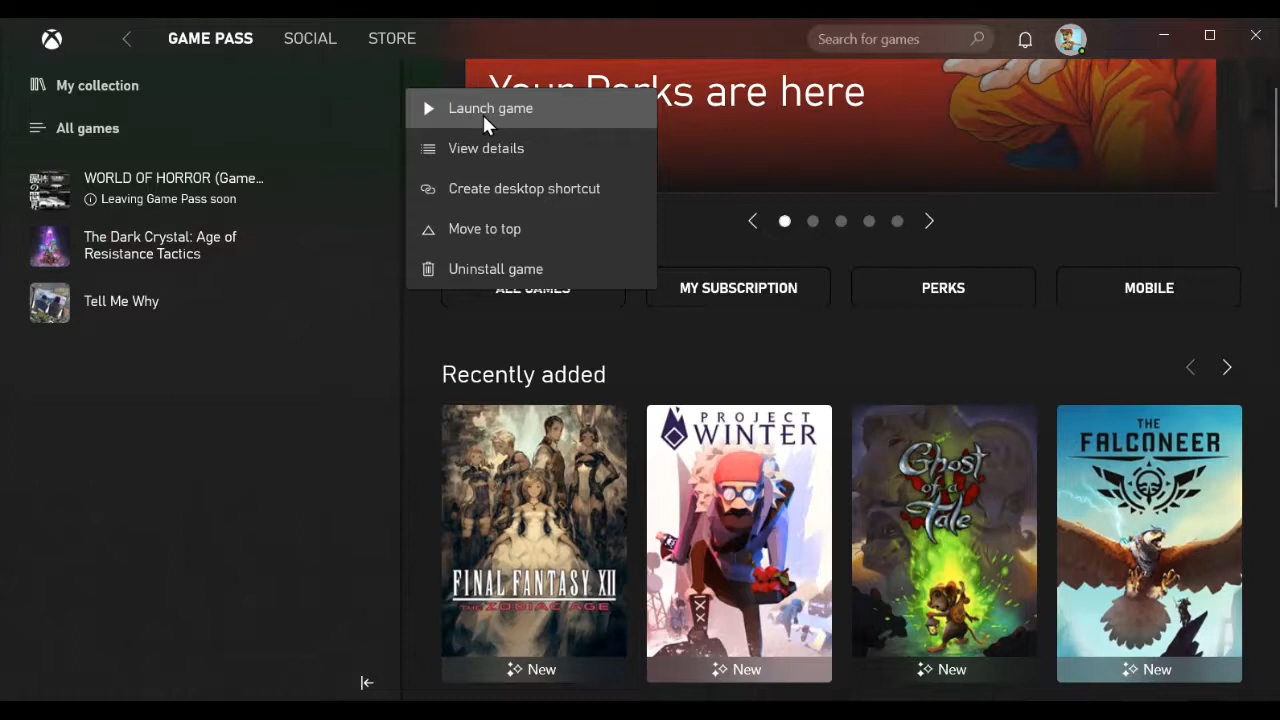 GAME PASS
SOCIAL
STORE
Search for games
My collection
All games
WORLD OF HORROR (Game...
Leaving Game Pass soon
The Dark Crystal: Age of
Resistance Tactics
Tell Me Why
Your Perks are here
Launch game
View details
Create desktop shortcut
Move to top
Uninstall game
ALL GAMES
MY SUBSCRIPTION
PERKS
MOBILE
Recently added
FINAL FANTASY XII
THE ZODIAC AGE
New
PROJECT
WINTER
New
Ghost
of a
Tale
New
THE
FALCONEER
New